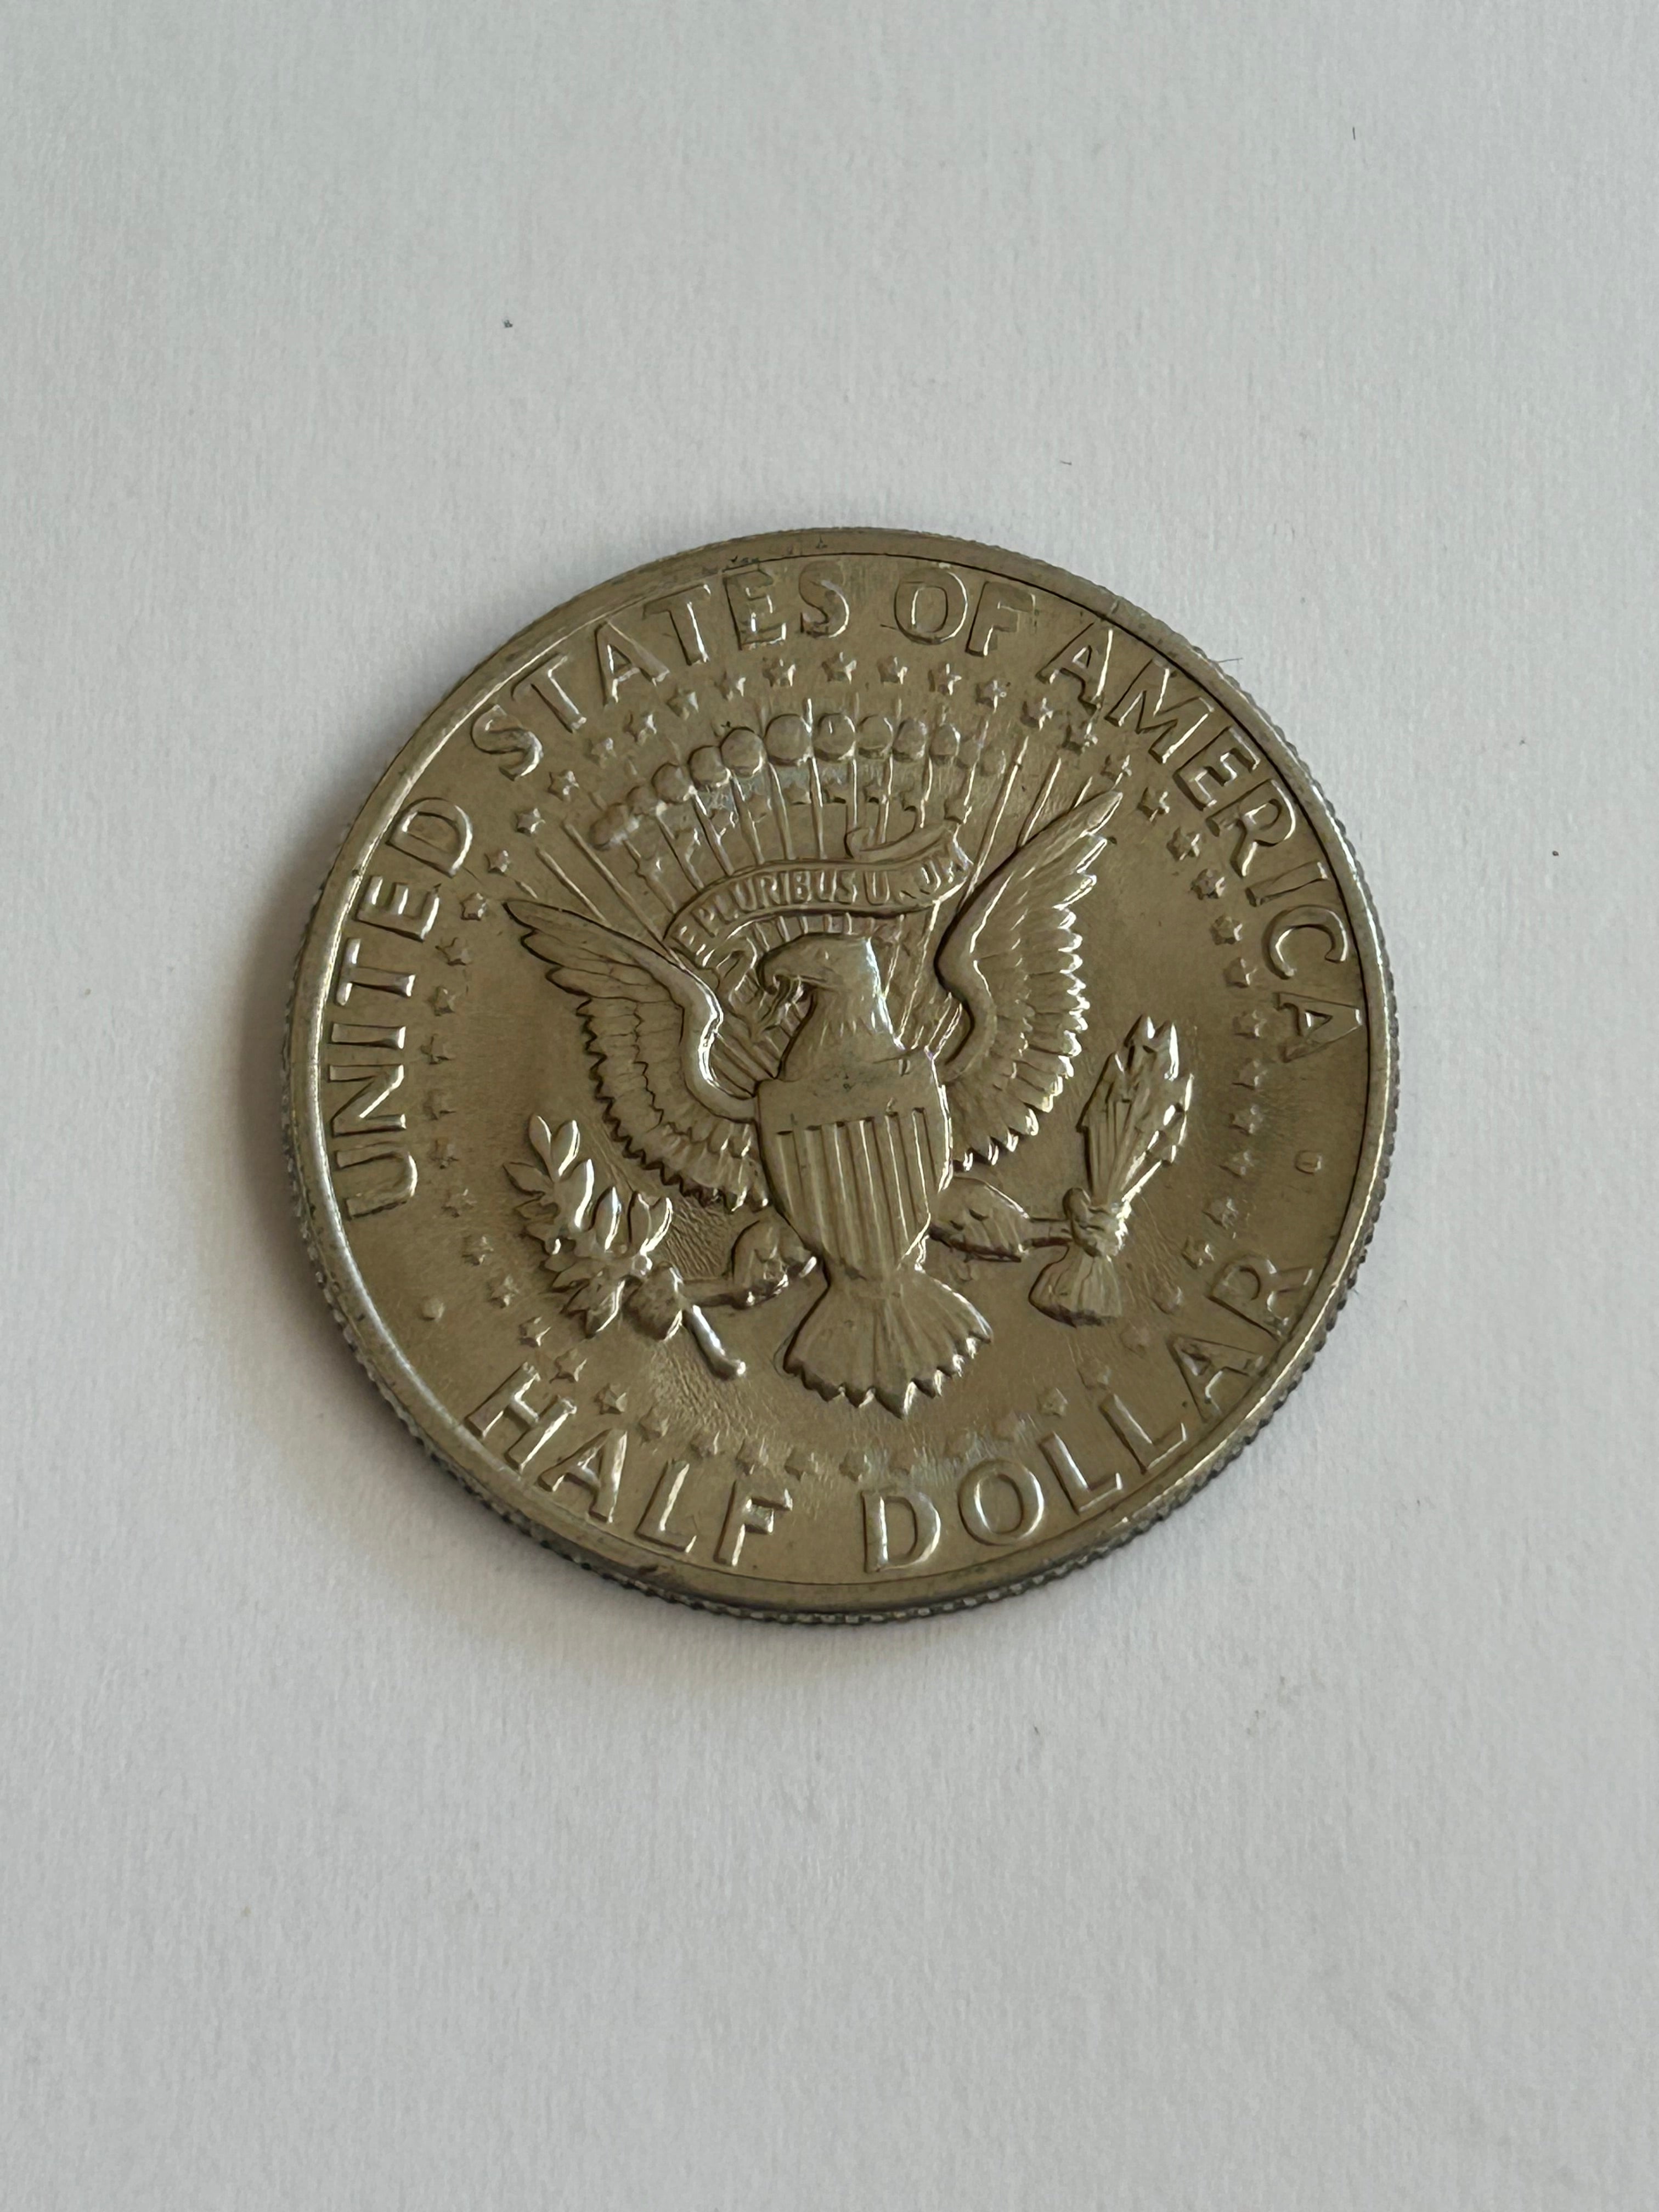 UNITED STATES OF AMERICA
E PLURIBUS UNUM
HALF DOLLAR